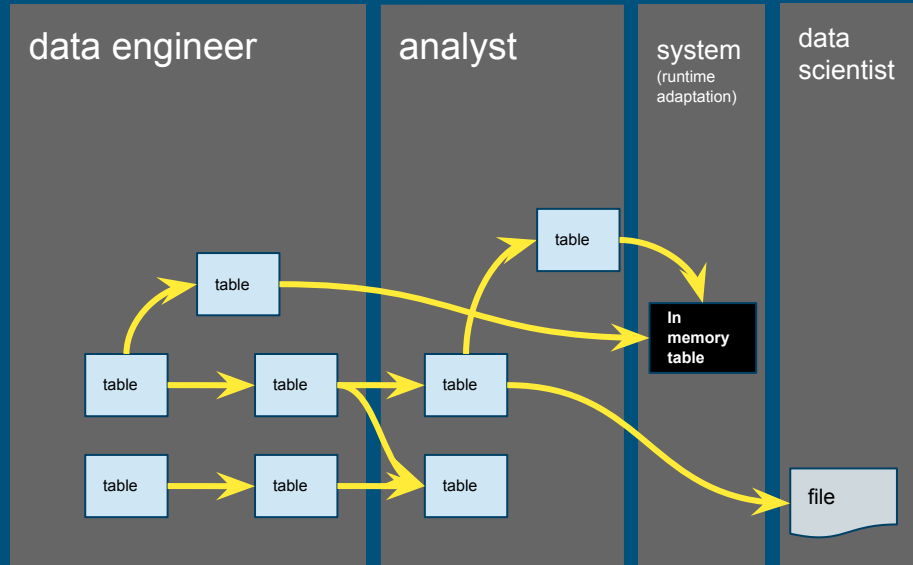 data engineer
analyst
system
(runtime
adaptation)
data
scientist
table
table
In
memory
table
table
table
table
table
table
table
file